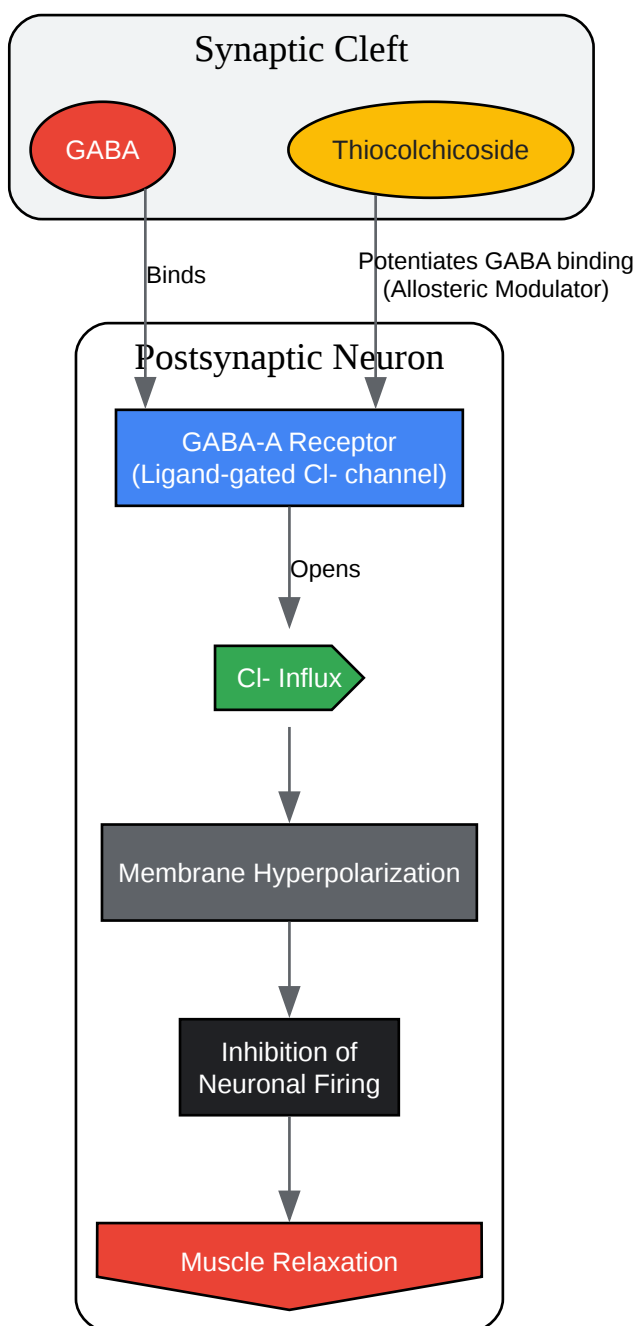 Synaptic Cleft
GABA
Thiocolchicoside
Binds
Potentiates GABA binding
(Allosteric Modulator)
Postsynaptic Neuron
GABA-A Receptor
(Ligand-gated Cl- channel)
Opens
Cl- Influx
Membrane Hyperpolarization
Inhibition of
Neuronal Firing
Muscle Relaxation